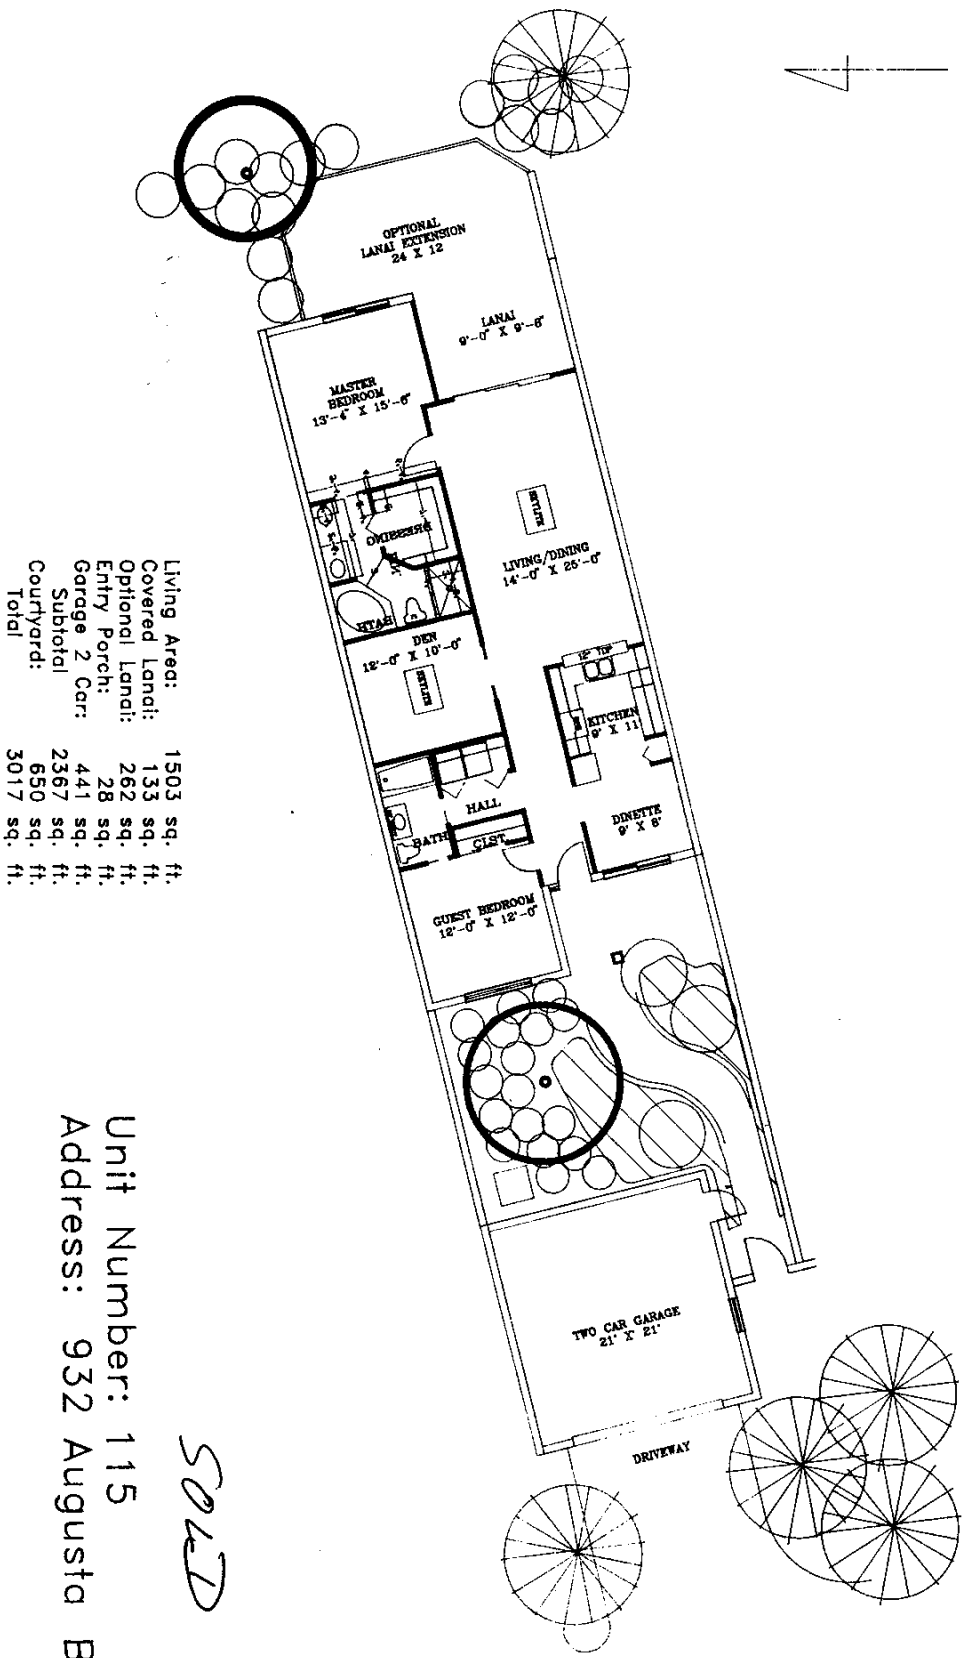 OPTIONAL
LANAI EXTENSION
24 X 12
LANAI
9'-0" X 9'-6"
MASTER
BEDROOM
13'-4" X 15'-6"
DRESSING
SKYLITE
LIVING/DINING
14'-0" X 25'-0"
BATH
DEN
12'-0" X 10'-0"
SKYLITE
KITCHEN
9' X 11'
HALL
DINETTE
9' X 8'
BATH
CLST
GUEST BEDROOM
12'-0" X 12'-0"
TWO CAR GARAGE
21' X 21'
DRIVEWAY
Living Area: 1503 sq. ft.
Covered Lanai: 133 sq. ft.
Optional Lanai: 262 sq. ft.
Entry Porch: 28 sq. ft.
Garage 2 Car: 441 sq. ft.
Subtotal 2367 sq. ft.
Courtyard: 650 sq. ft.
Total 3017 sq. ft.
Unit Number: 115
Address: 932 Augusta B
SOLD